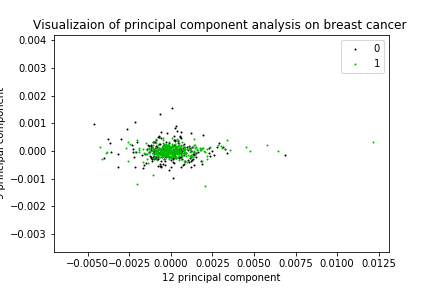 Visualizaion of principal component analysis on breast cancer
0.004
0.003
0.002
0.001
0.000
−0.001
−0.002
−0.003
0
1
−0.0050 −0.0025 0.0000 0.0025 0.0050 0.0075 0.0100 0.0125
12 principal component
principal component